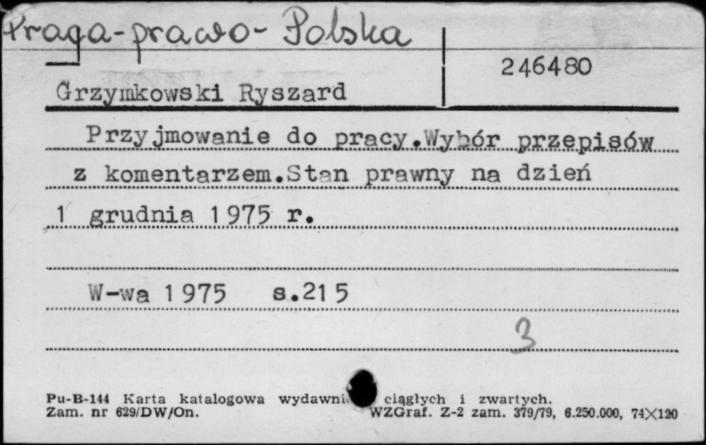 Praga-prawo- Polska
246480
Grzymkowski Ryszard
Przyjmowanie do pracy.Wybór przepisów
z komentarzem.Stan prawny na dzień
1 grudnia 1975 r.
W-wa 1975 s.215
3
Pu-B-144 Karta katalogowa wydawni ciągłych i zwartych.
Zam. nr 629/DW/On. WZGraf. Z-2 zam. 379/79, 6.250.000, 74X120